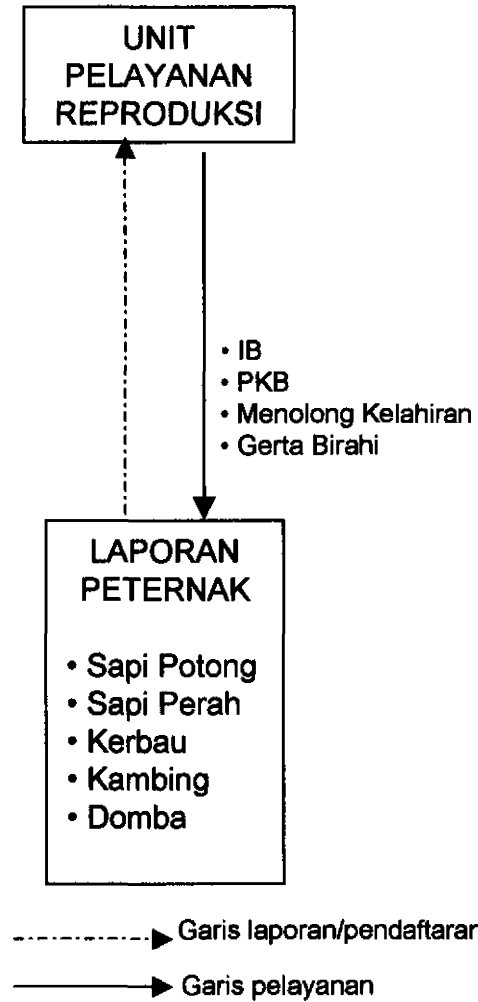 UNIT
PELAYANAN
REPRODUKSI
• IB
• PKB
• Menolong Kelahiran
• Gerta Birahi
LAPORAN
PETERNAK
• Sapi Potong
• Sapi Perah
• Kerbau
• Kambing
• Domba
Garis laporan/pendaftarar
Garis pelayanan